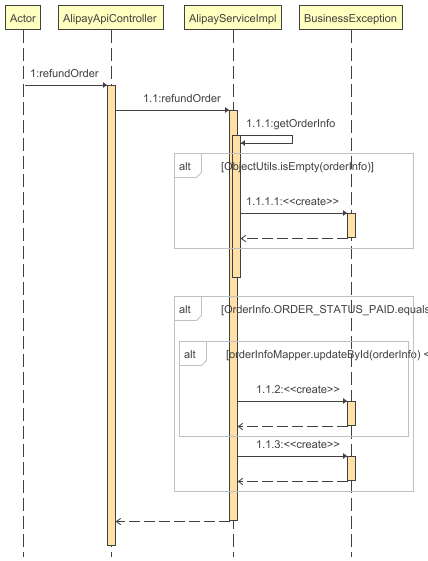 Actor
AlipayApiController
AlipayServiceImpl
BusinessException
1:refundOrder
1.1:refundOrder
1.1.1:getOrderInfo
alt
[ObjectUtils.isEmpty(orderInfo)]
1.1.1.1:<<create>>
alt
[OrderInfo.ORDER_STATUS_PAID.equals
alt
[orderInfoMapper.updateById(orderInfo) <
1.1.2:<<create>>
1.1.3:<<create>>